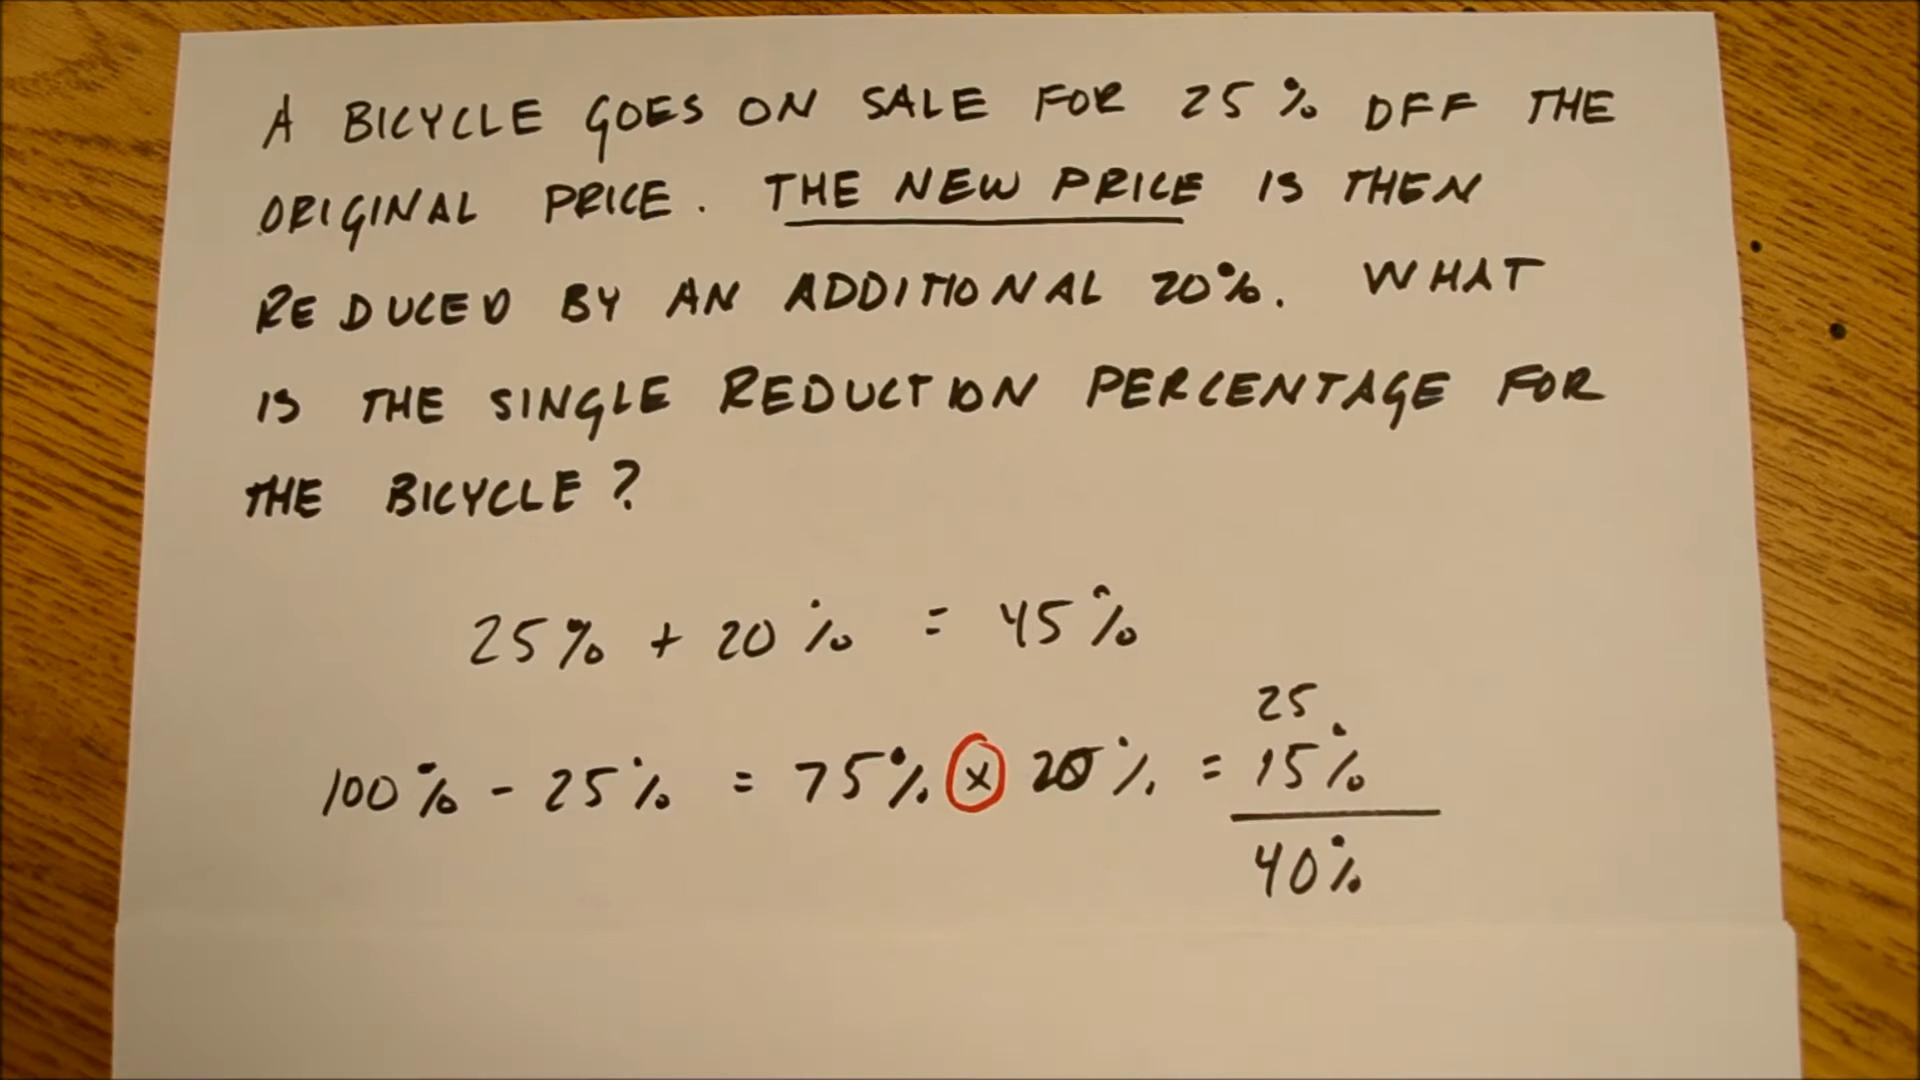 A BICYCLE GOES ON SALE FOR 25% OFF THE
ORIGINAL PRICE. THE NEW PRICE IS THEN
REDUCED BY AN ADDITIONAL 20%. WHAT
IS THE SINGLE REDUCTION PERCENTAGE FOR
THE BICYCLE?
25% + 20% = 45%
25
100% - 25% = 75% x 20% = 15%
40%